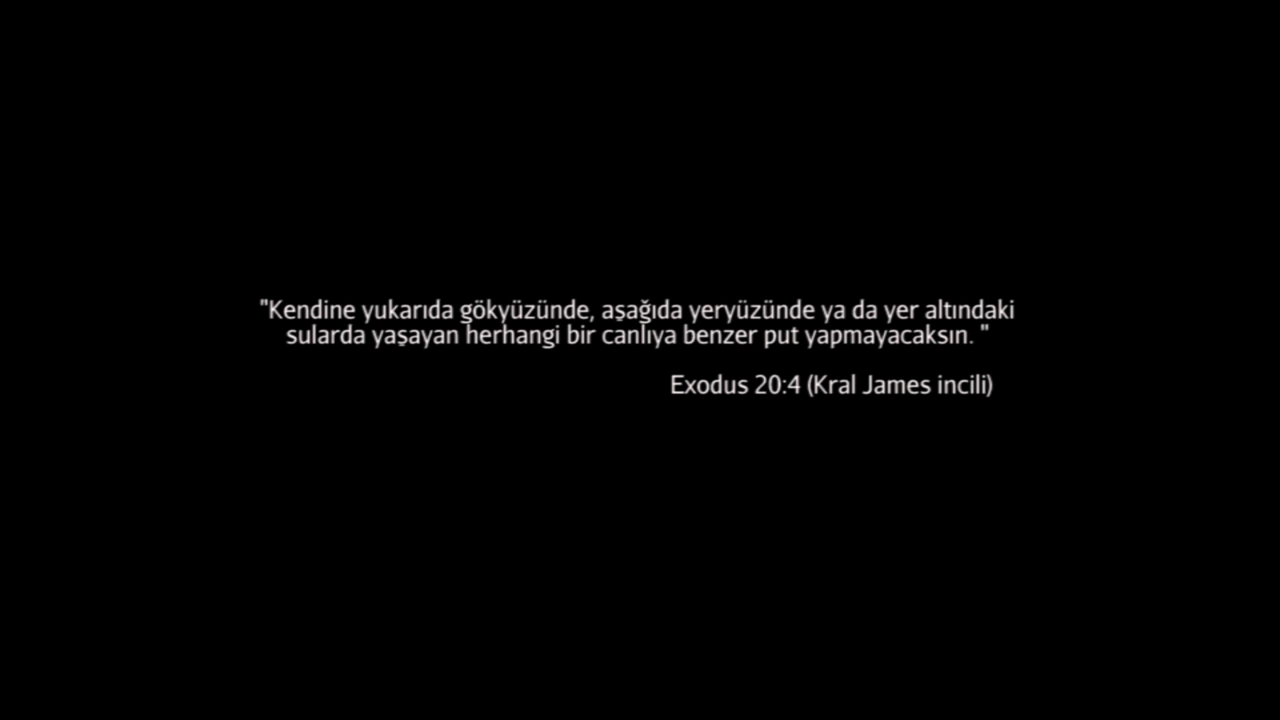 "Kendine yukarıda gökyüzünde, aşağıda yeryüzünde ya da yer altındaki
sularda yaşayan herhangi bir canlıya benzer put yapmayacaksın. "
Exodus 20:4 (Kral James incili)